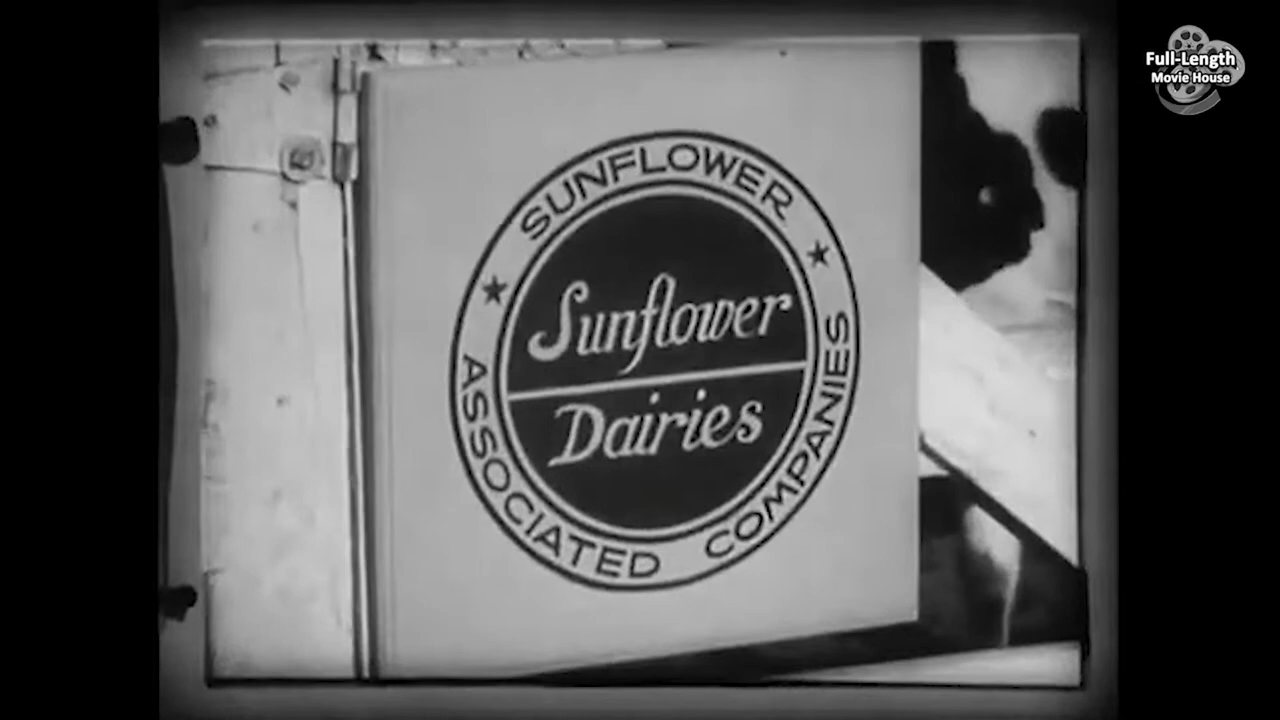 Full-Length
Movie House
SUNFLOWER
Sunflower
Dairies
ASSOCIATED COMPANIES